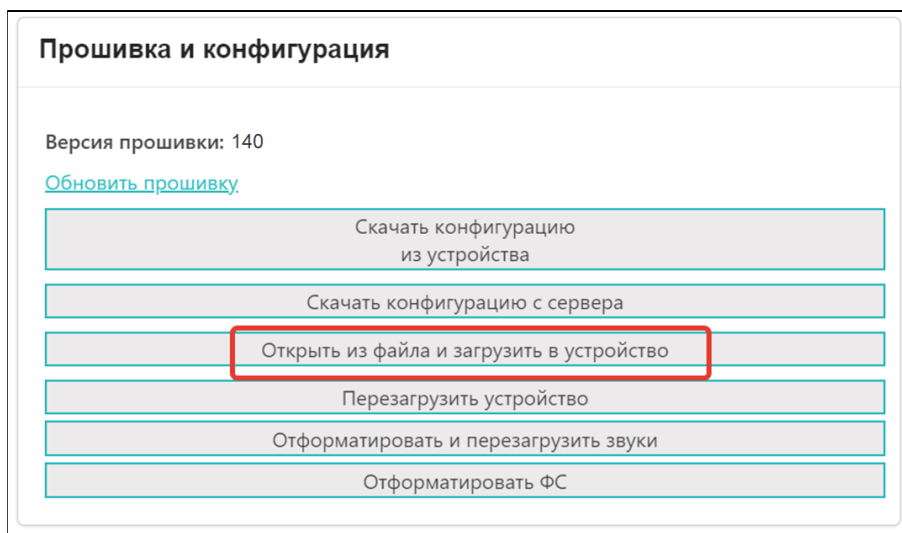 Прошивка и конфигурация
Версия прошивки: 140
Обновить прошивку
Скачать конфигурацию
из устройства
Скачать конфигурацию с сервера
Открыть из файла и загрузить в устройство
Перезагрузить устройство
Отформатировать и перезагрузить звуки
Отформатировать ФС